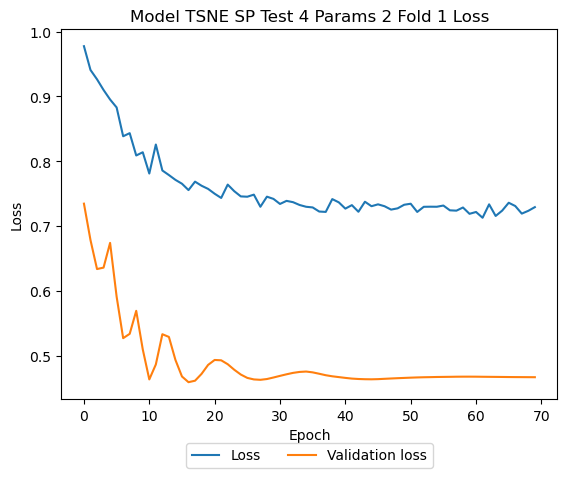 Model TSNE SP Test 4 Params 2 Fold 1 Loss
1.0
0.9
0.8
0.7
0.6
0.5
Loss
0 10 20 30 40 50 60 70
Epoch
Loss Validation loss